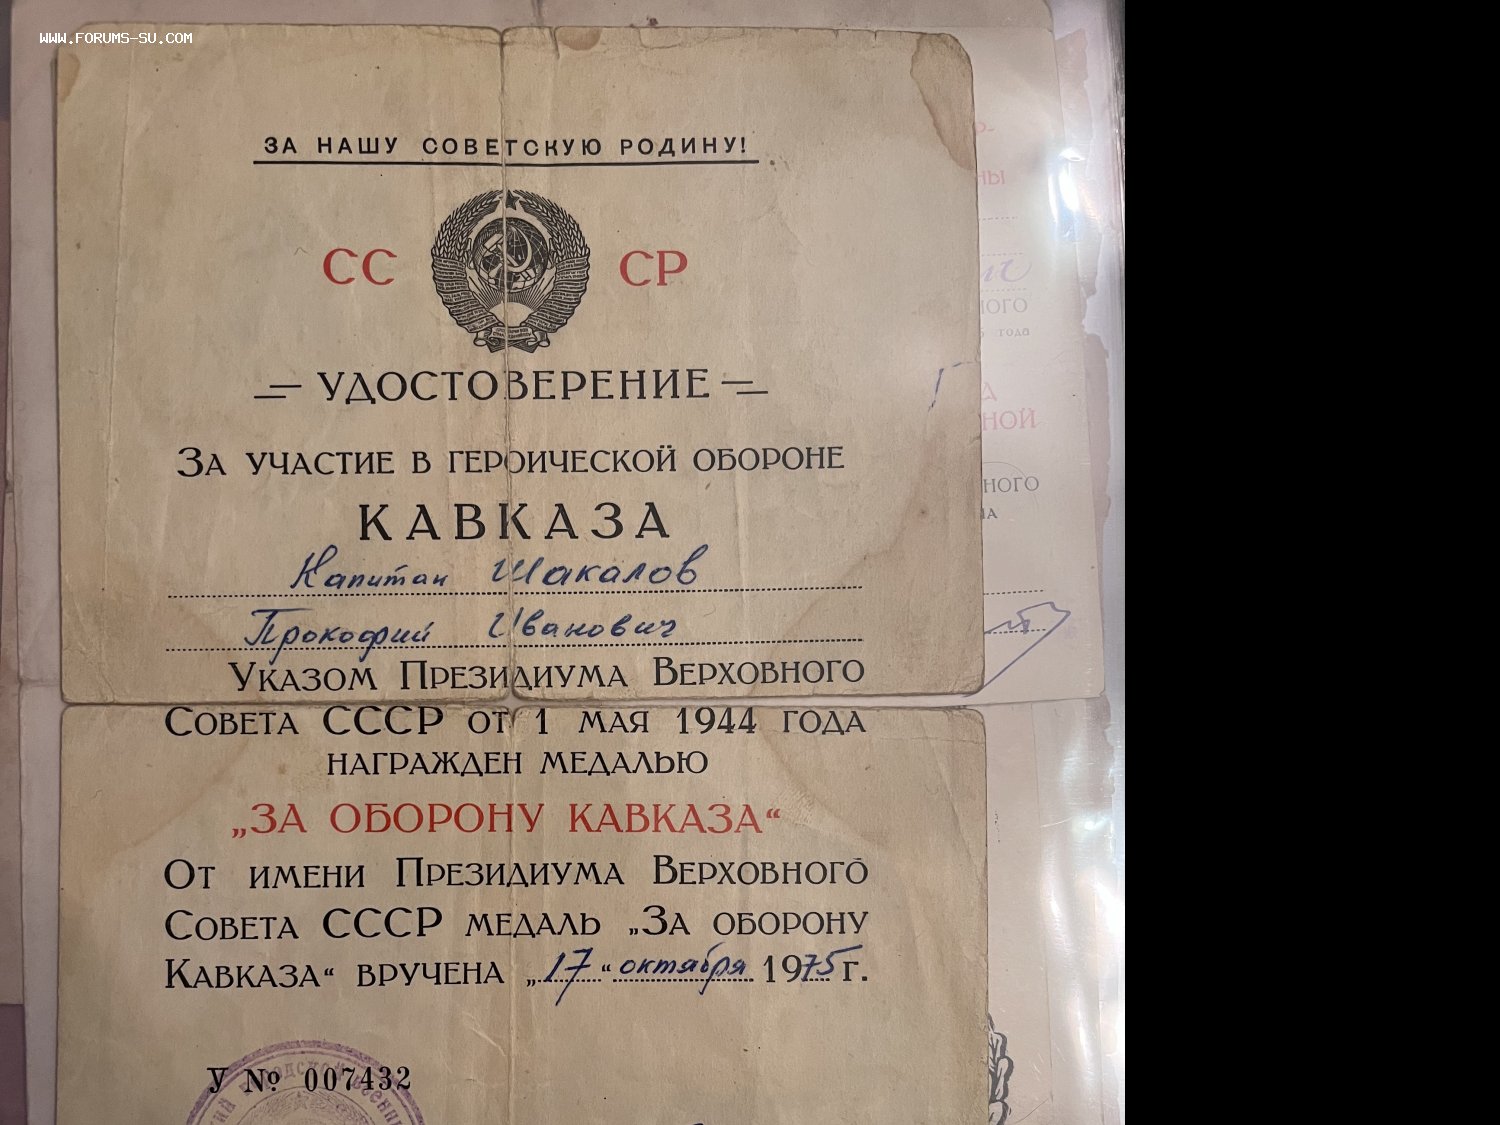 WWW.FORUMS-SU.COM
ЗА НАШУ СОВЕТСКУЮ РОДИНУ!
СС СР
УДОСТОВЕРЕНИЕ
ЗА УЧАСТИЕ В ГЕРОИЧЕСКОЙ ОБОРОНЕ
КАВКАЗА
Капитан Шакалов
Прокофий Иванович
УКАЗОМ ПРЕЗИДИУМА ВЕРХОВНОГО
СОВЕТА СССР ОТ 1 МАЯ 1944 ГОДА
НАГРАЖДЕН МЕДАЛЬЮ
„ЗА ОБОРОНУ КАВКАЗА“
ОТ ИМЕНИ ПРЕЗИДИУМА ВЕРХОВНОГО
СОВЕТА СССР МЕДАЛЬ „ЗА ОБОРОНУ
КАВКАЗА“ ВРУЧЕНА „17“ октября 1975 Г.
У № 007432